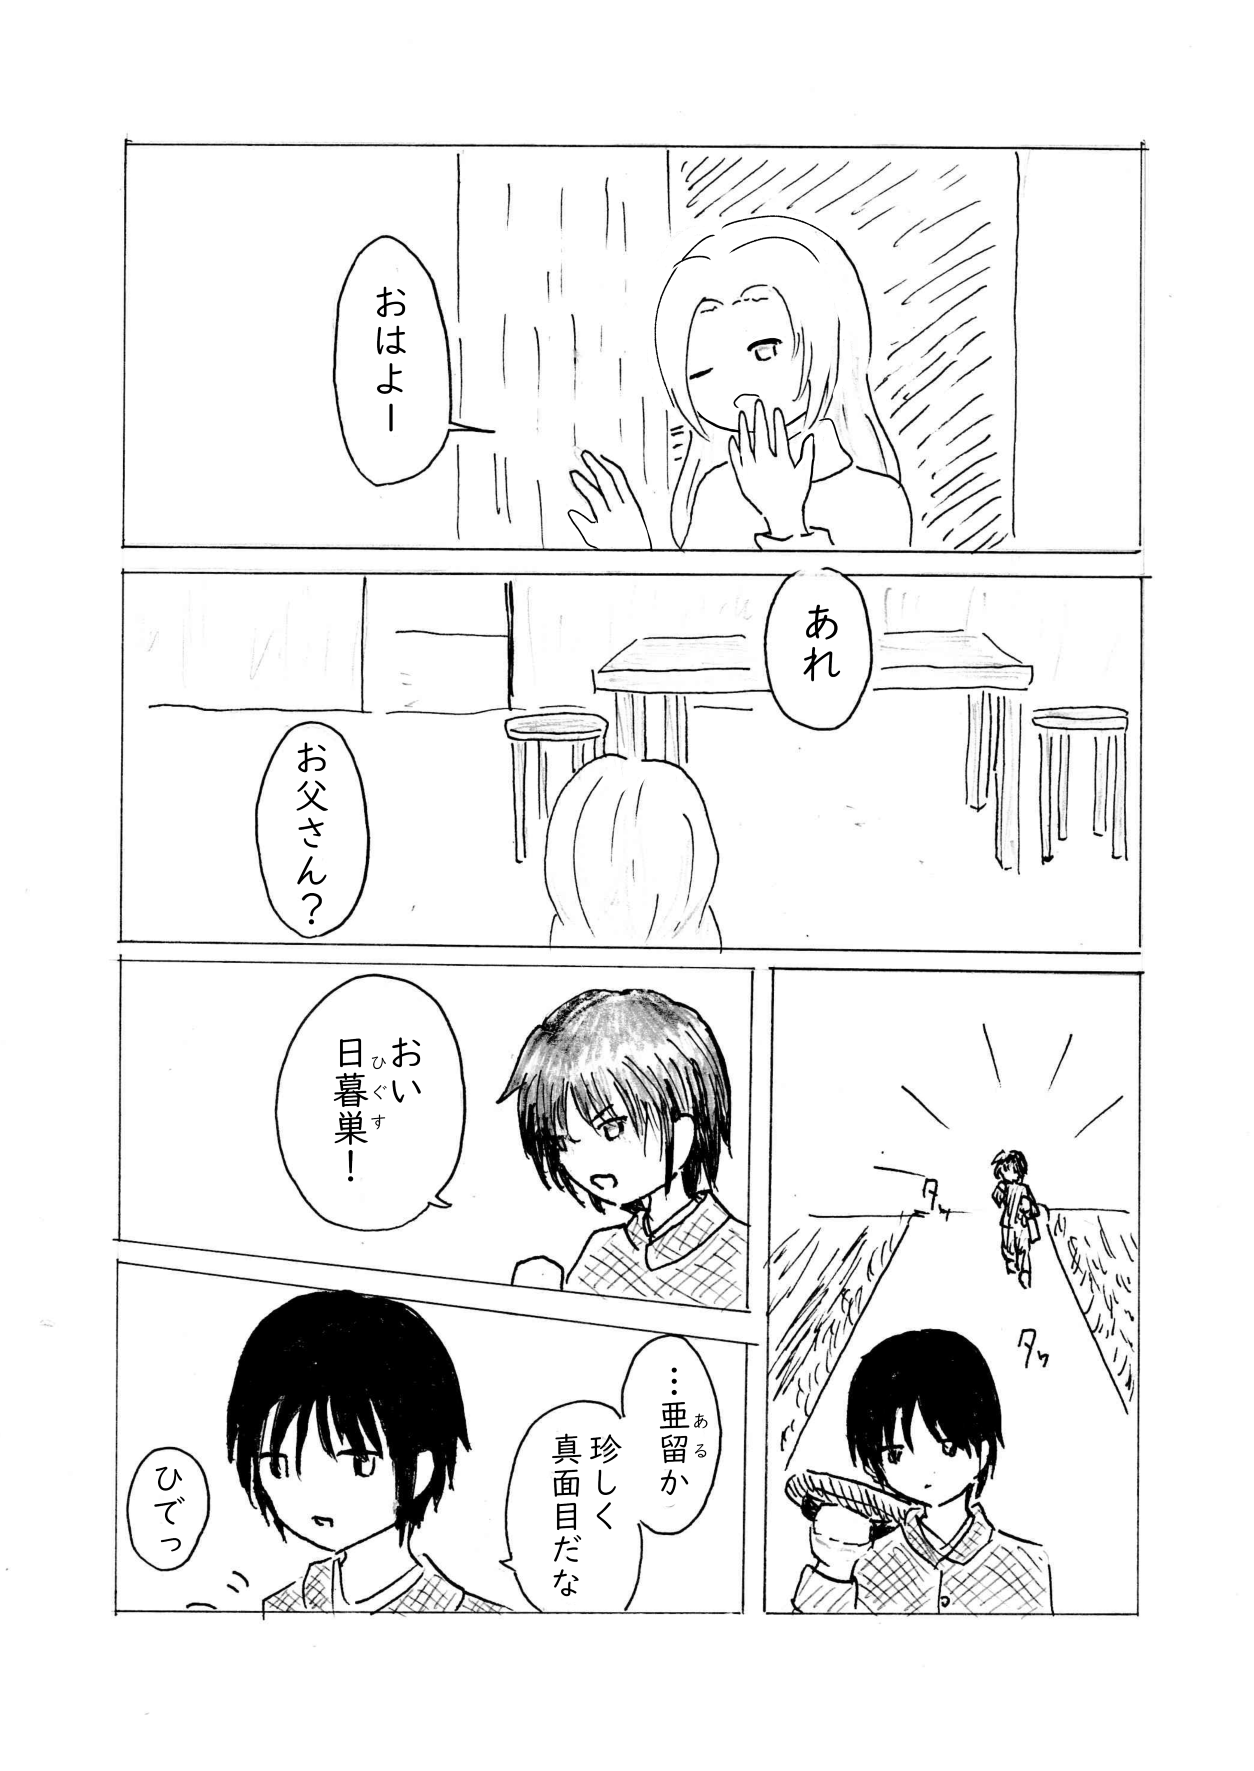 おはよー
あれ
お父さん？
タッ
タッ
おい
日暮巣！
ひぐす
…亜留か
ある
珍しく
真面目だな
ひでっ